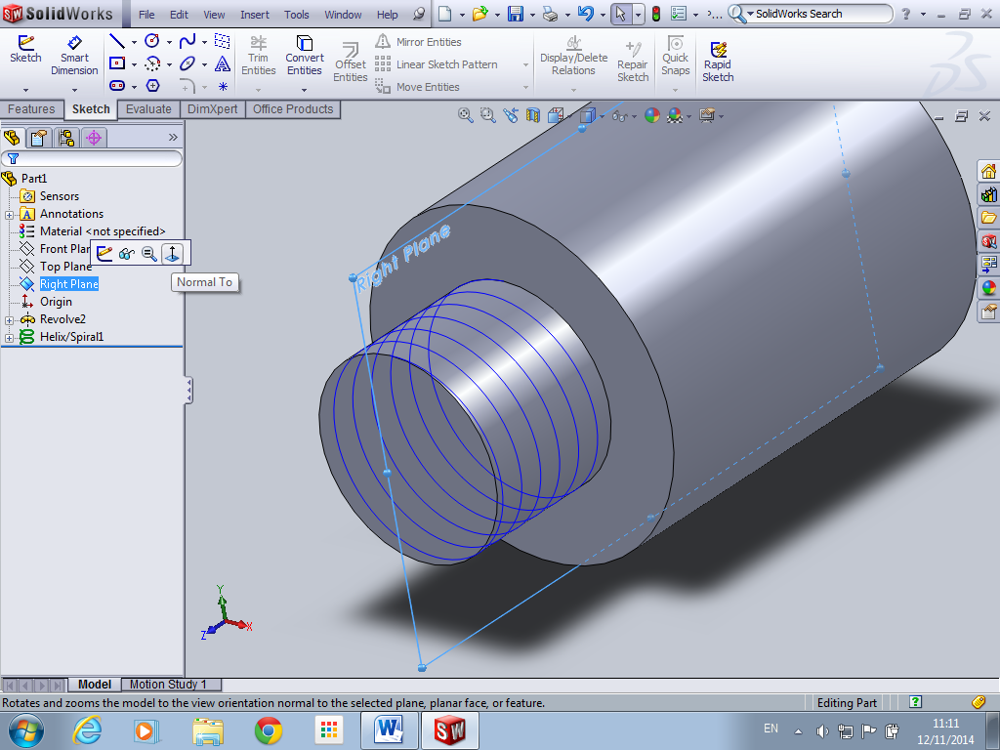 SolidWorks File Edit View Insert Tools Window Help ... SolidWorks Search ?
Sketch Smart Dimension Trim Entities Convert Entities Offset Entities Mirror Entities Linear Sketch Pattern Move Entities Display/Delete Relations Repair Sketch Quick Snaps Rapid Sketch
Features Sketch Evaluate DimXpert Office Products
Part1
Sensors
A Annotations
Material <not specified>
Front Plan
Top Plane
Right Plane
Normal To
Origin
Revolve2
Helix/Spiral1
Right Plane
Y
X
Z
Model Motion Study 1
Rotates and zooms the model to the view orientation normal to the selected plane, planar face, or feature. Editing Part ?
EN 11:11
12/11/2014